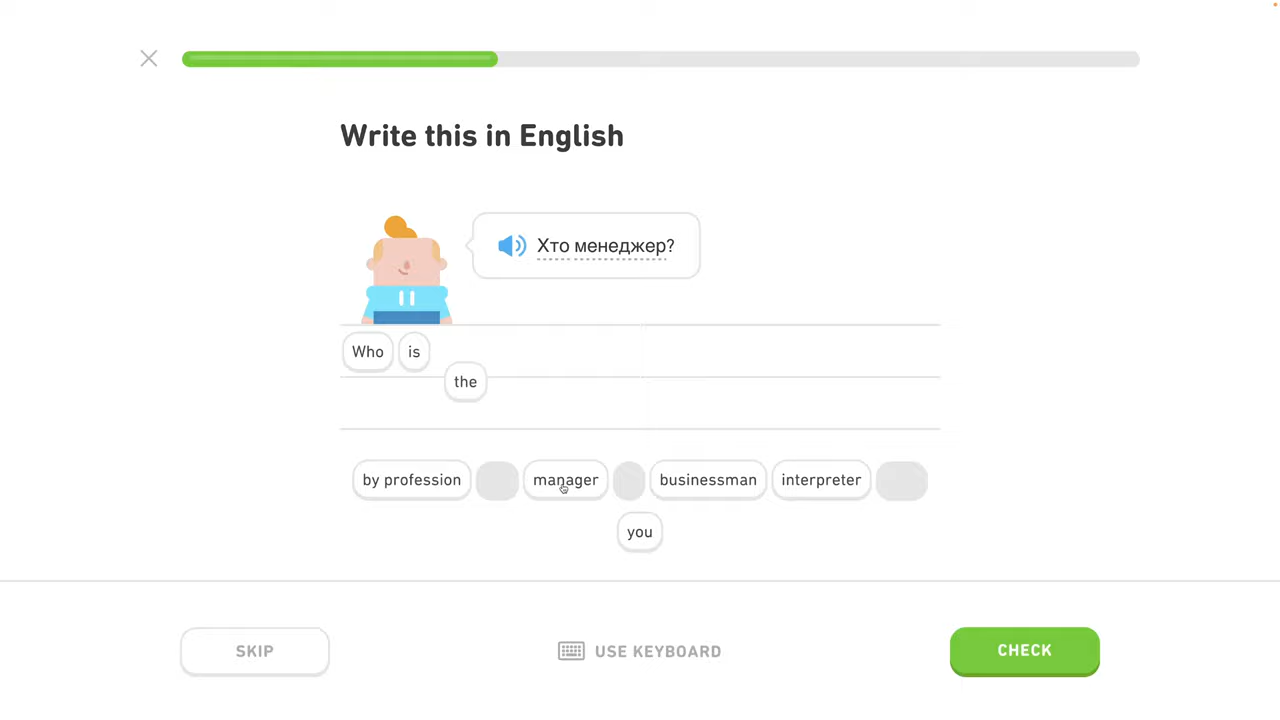 Write this in English
Хто менеджер?
Who is
the
by profession manager businessman interpreter
you
SKIP USE KEYBOARD CHECK